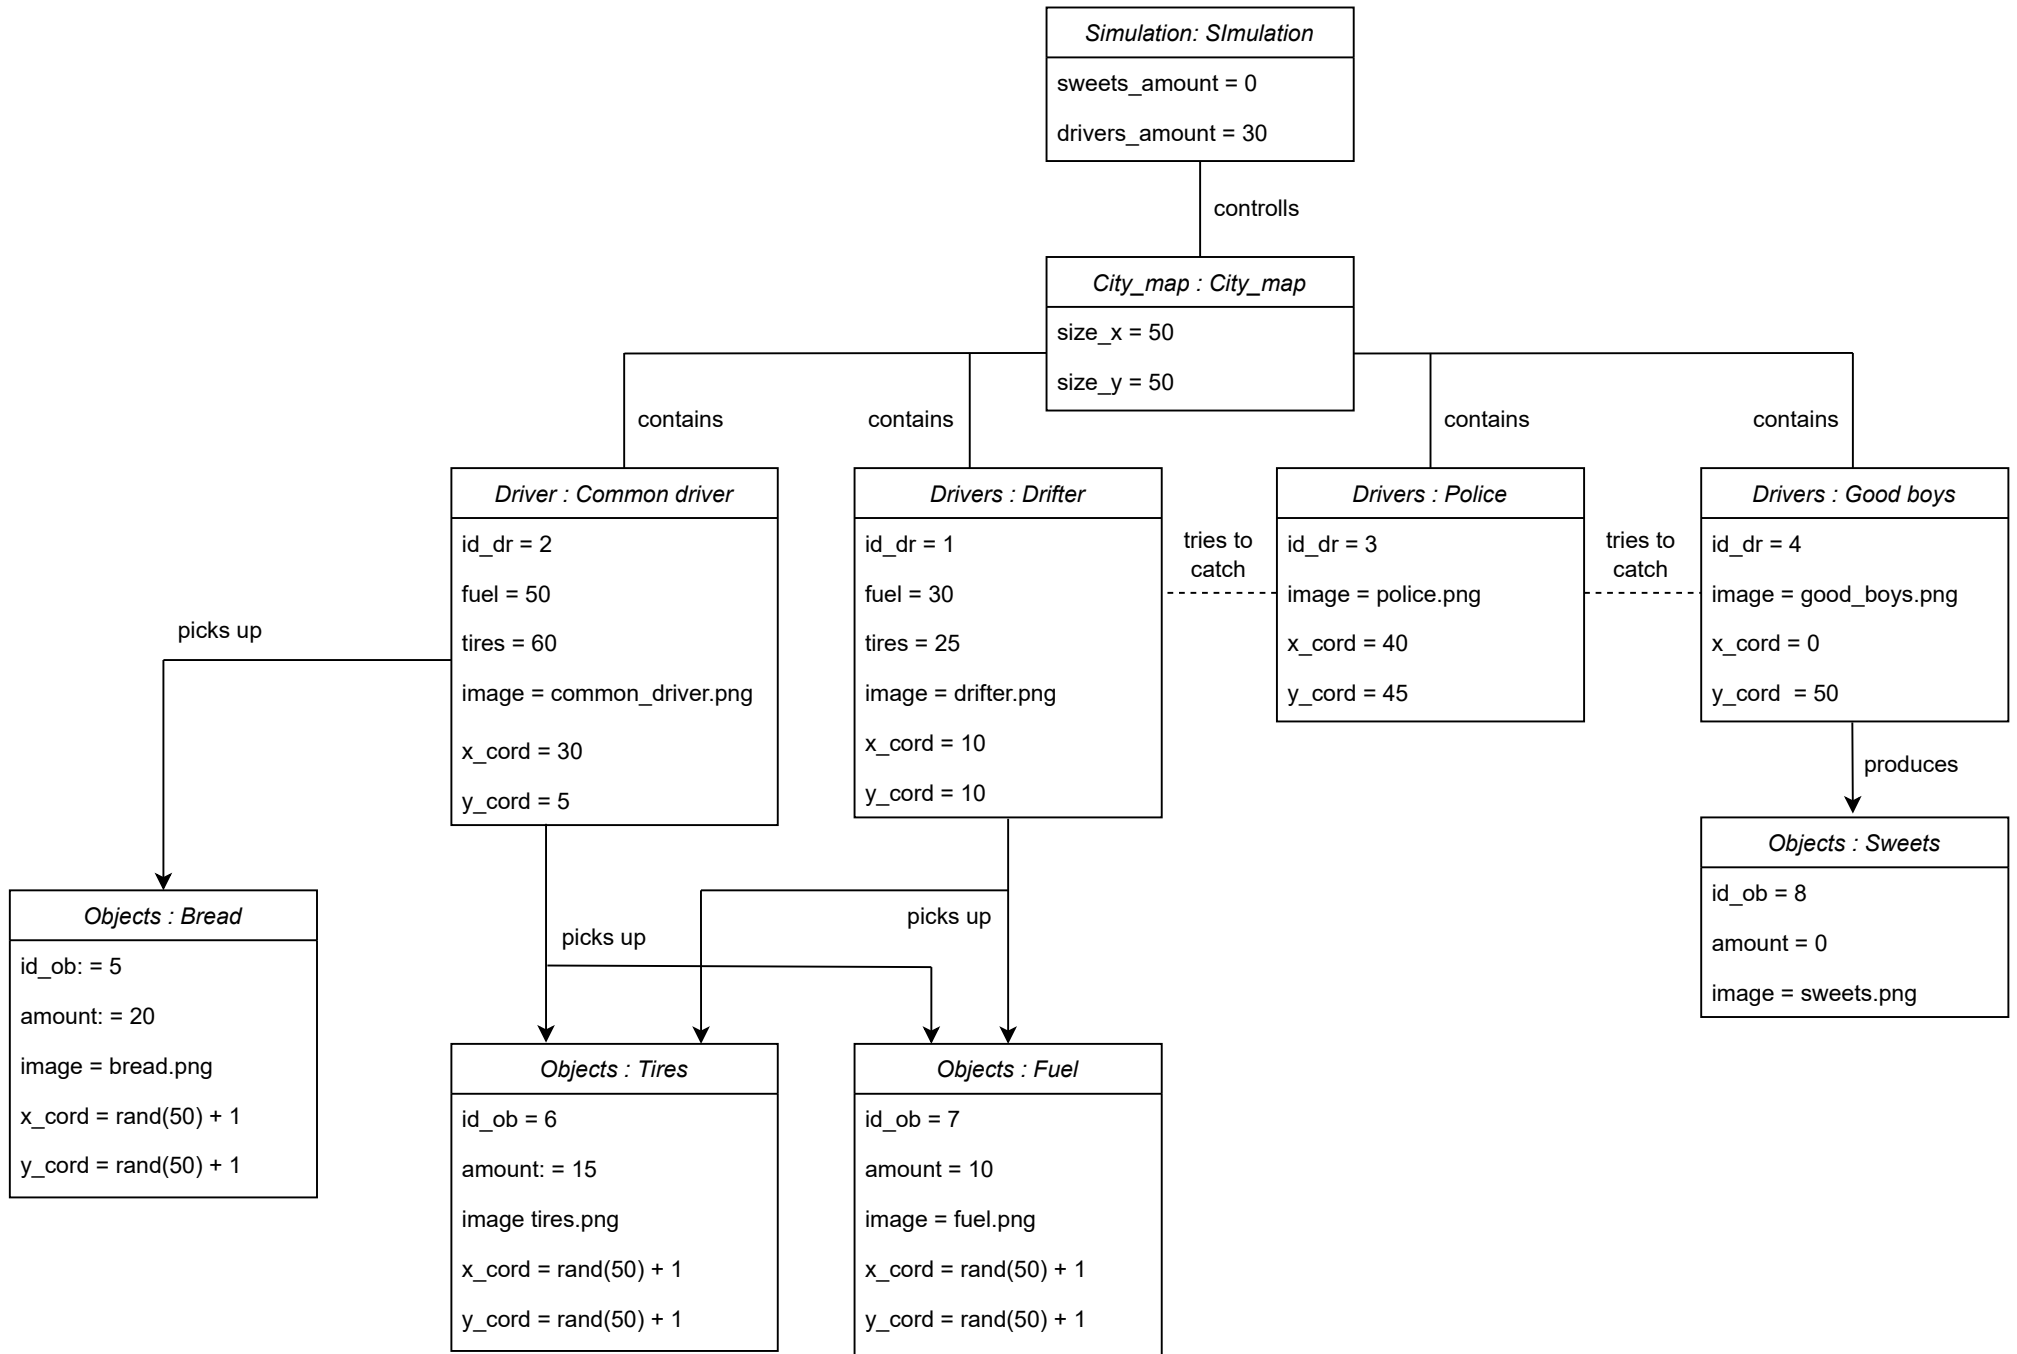 Simulation: SImulation
sweets_amount = 0
drivers_amount = 30
controlls
City_map : City_map
size_x = 50
size_y = 50
contains
contains
contains
contains
Driver : Common driver
id_dr = 2
fuel = 50
tires = 60
image = common_driver.png
x_cord = 30
y_cord = 5
Drivers : Drifter
id_dr = 1
fuel = 30
tires = 25
image = drifter.png
x_cord = 10
y_cord = 10
tries to
catch
Drivers : Police
id_dr = 3
image = police.png
x_cord = 40
y_cord = 45
tries to
catch
Drivers : Good boys
id_dr = 4
image = good_boys.png
x_cord = 0
y_cord  = 50
picks up
produces
Objects : Bread
id_ob: = 5
amount: = 20
image = bread.png
x_cord = rand(50) + 1
y_cord = rand(50) + 1
picks up
picks up
Objects : Sweets
id_ob = 8
amount = 0
image = sweets.png
Objects : Tires
id_ob = 6
amount: = 15
image tires.png
x_cord = rand(50) + 1
y_cord = rand(50) + 1
Objects : Fuel
id_ob = 7
amount = 10
image = fuel.png
x_cord = rand(50) + 1
y_cord = rand(50) + 1